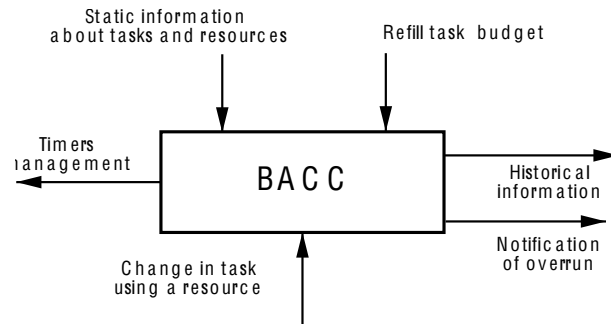 Static information
about tasks and resources
Refill task budget
Timers
management
BACC
Historical
information
Notification
of overrun
Change in task
using a resource